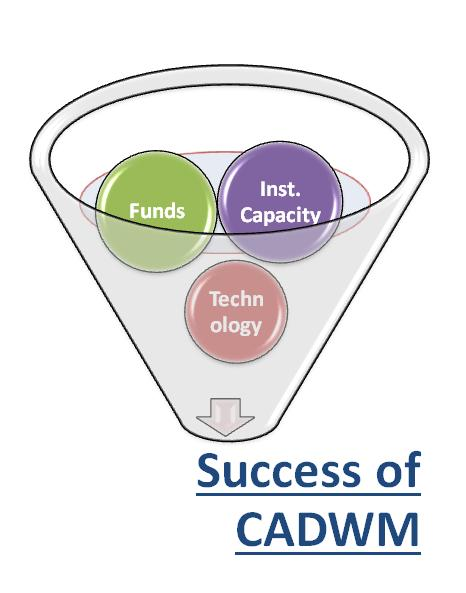 Funds
Inst.
Capacity
Techn
ology
Success of
CADWM